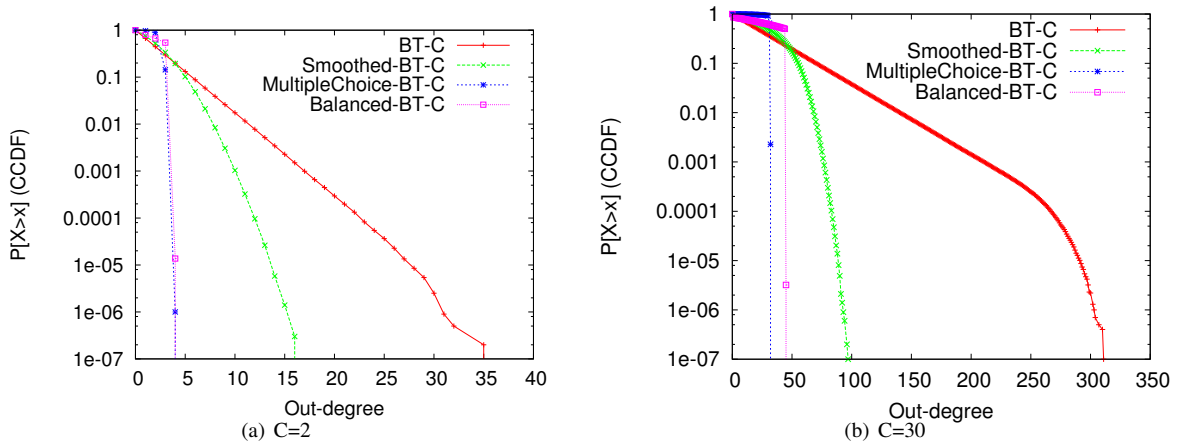 P[X>x] (CCDF)
1
0.1
0.01
0.001
0.0001
1e-05
1e-06
1e-07
0 5 10 15 20 25 30 35 40
Out-degree
BT-C
Smoothed-BT-C
MultipleChoice-BT-C
Balanced-BT-C
(a) C=2
P[X>x] (CCDF)
1
0.1
0.01
0.001
0.0001
1e-05
1e-06
1e-07
0 50 100 150 200 250 300 350
Out-degree
BT-C
Smoothed-BT-C
MultipleChoice-BT-C
Balanced-BT-C
(b) C=30